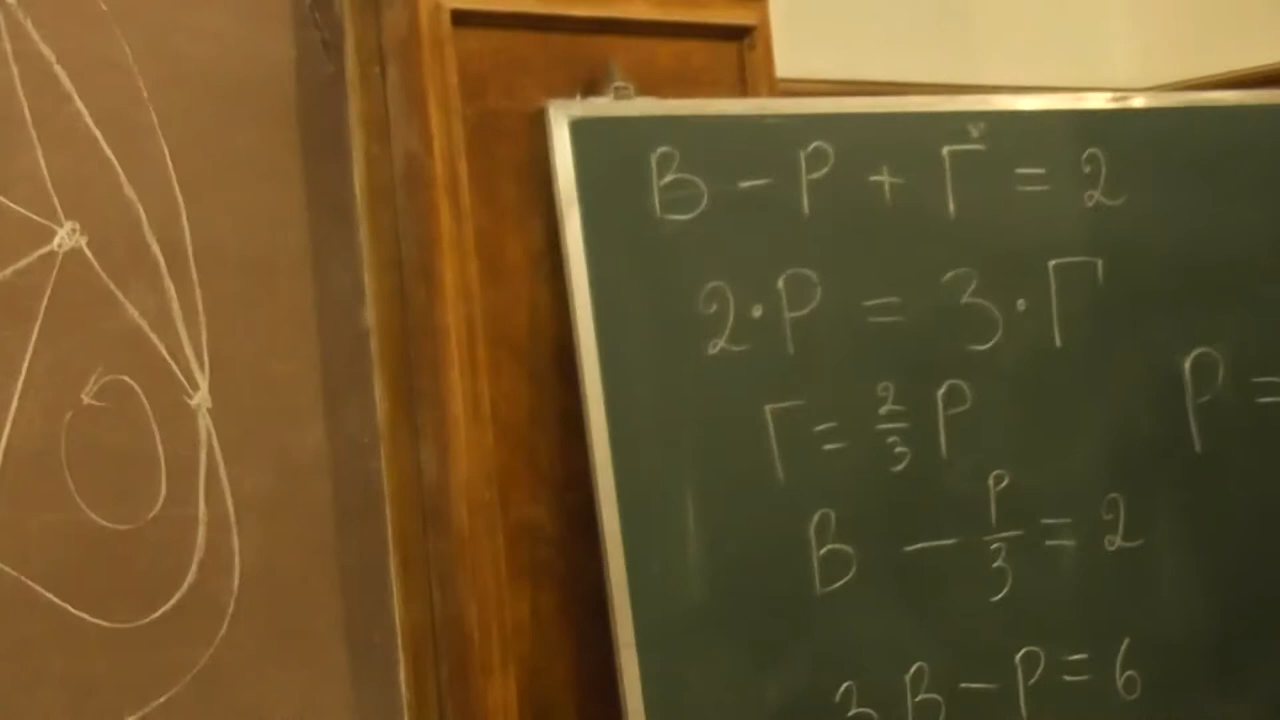 В - Р + Г = 2
2·Р = 3·Г
Г = 2/3 Р
Р =
В - Р/3 = 2
3В - Р = 6